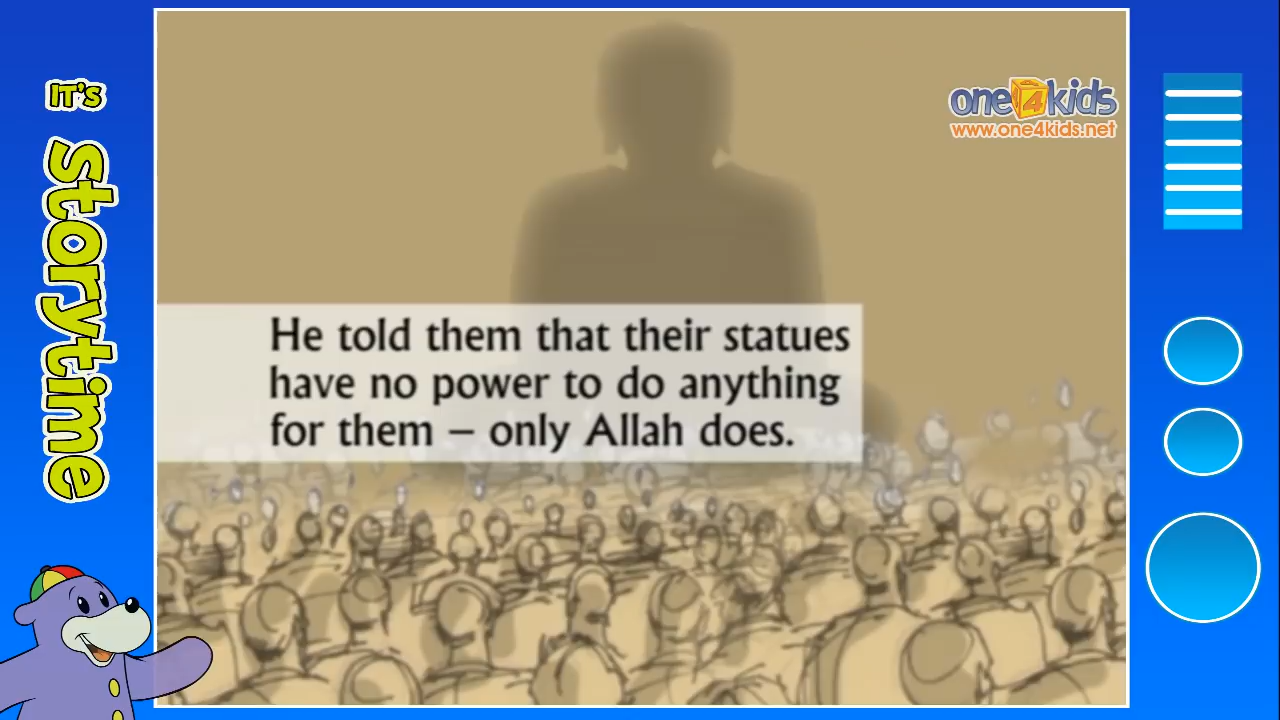 IT'S
Storytime
one4kids
www.one4kids.net
He told them that their statues
have no power to do anything
for them – only Allah does.